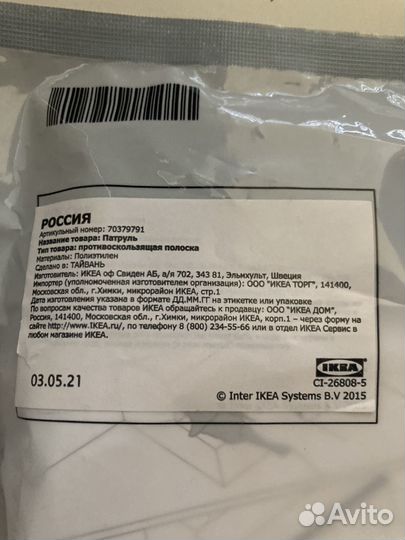 РОССИЯ
Артикульный номер: 70379791
Название товара: Патруль
Тип товара: противоскользящая полоска
Материалы: Полиэтилен
Сделано в: ТАЙВАНЬ
Изготовитель: ИКЕА оф Свиден АБ, а/я 702, 343 81, Эльмхульт, Швеция
Импортер (уполномоченная изготовителем организация): ООО "ИКЕА ТОРГ", 141400,
Московская обл., г.Химки, микрорайон ИКЕА, стр.1
Дата изготовления указана в формате ДД.ММ.ГГ на этикетке или упаковке
По вопросам качества товаров ИКЕА обращайтесь к продавцу: ООО "ИКЕА ДОМ",
Россия, 141400, Московская обл., г.Химки, микрорайон ИКЕА, корп.1 – через форму на
сайте http://www.IKEA.ru/, по телефону 8 (800) 234-55-66 или в отдел ИКЕА Сервис в
любом магазине ИКЕА.
03.05.21
IKEA
CI-26808-5
© Inter IKEA Systems B.V 2015
Avito